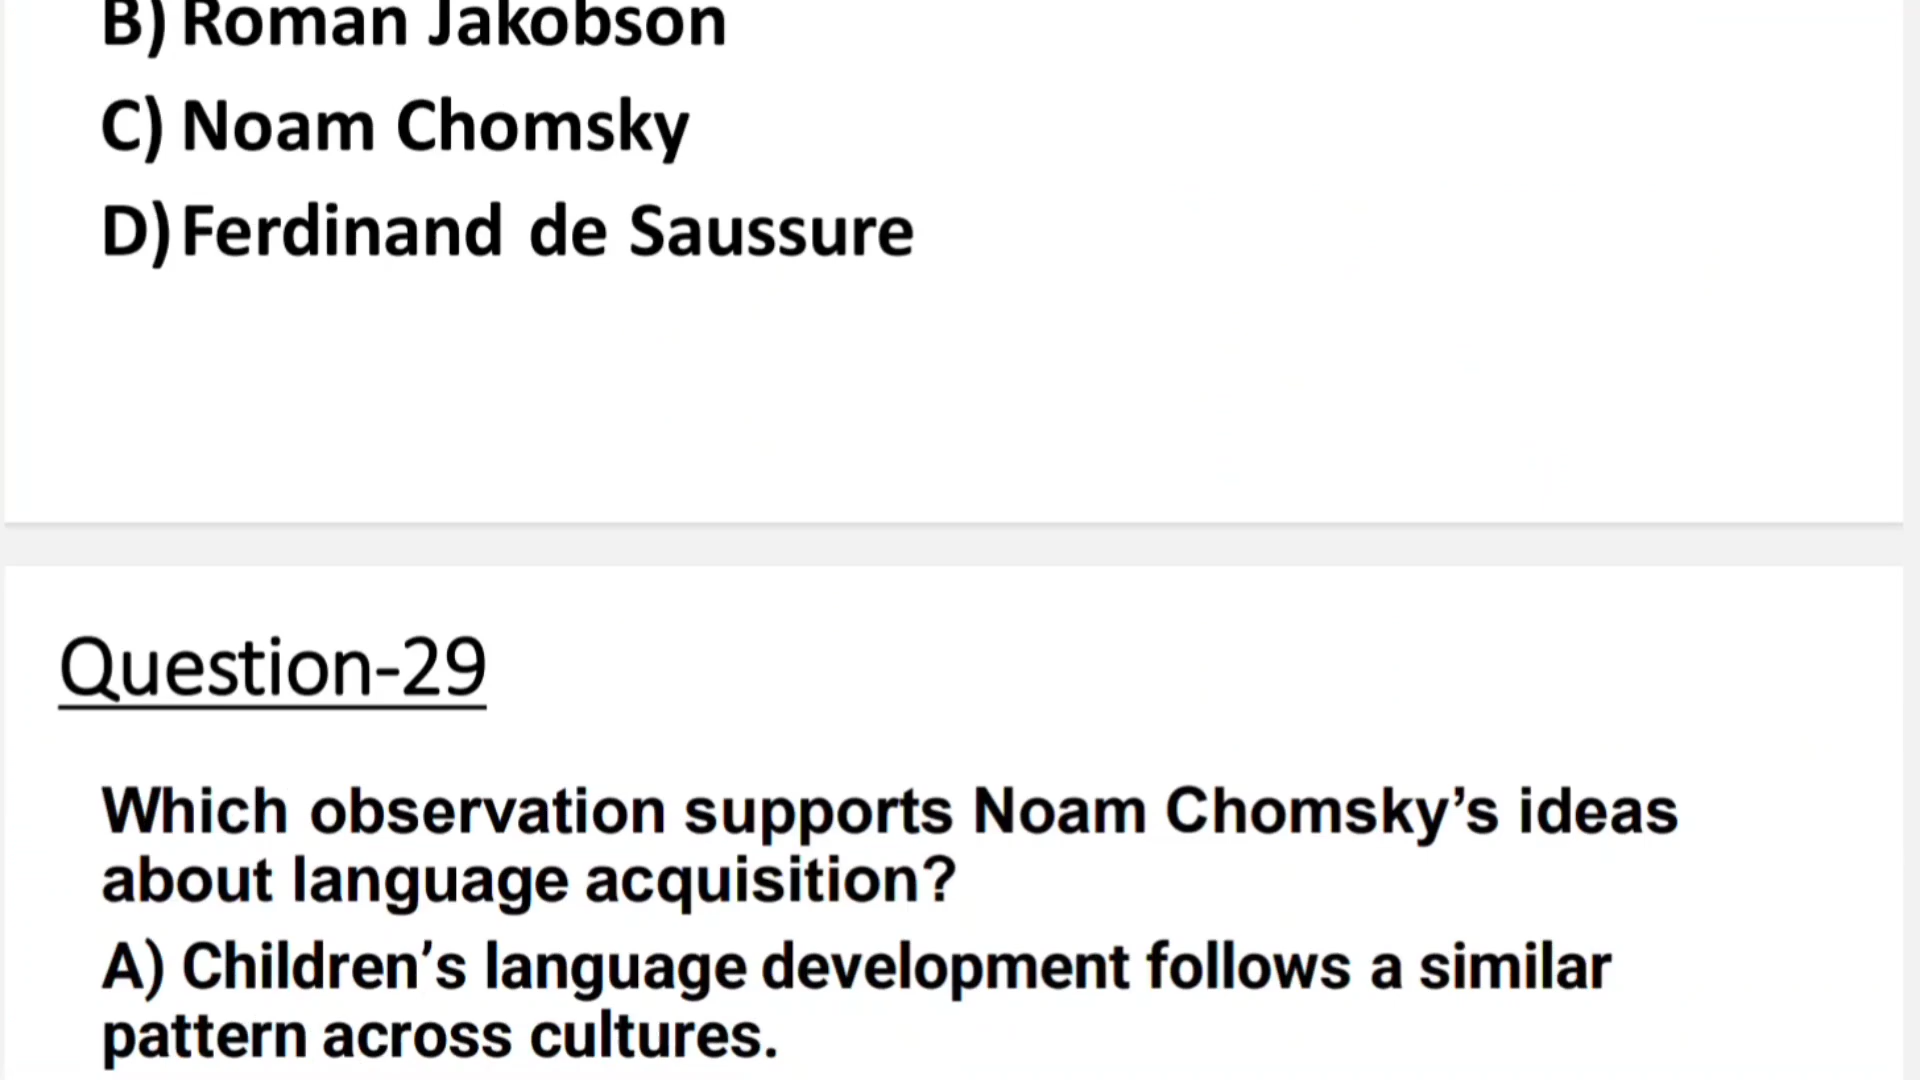 B) Roman Jakobson
C) Noam Chomsky
D) Ferdinand de Saussure
Question-29
Which observation supports Noam Chomsky’s ideas
about language acquisition?
A) Children’s language development follows a similar
pattern across cultures.